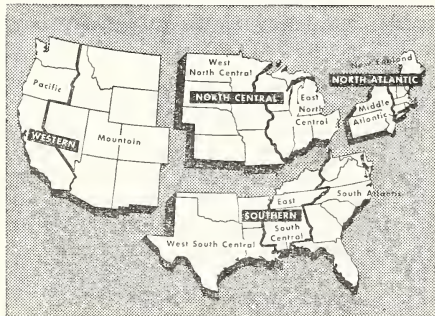 Pacific
WESTERN
Mountain
West
North Central
NORTH CENTRAL
East
North
Central
New England
NORTH ATLANTIC
Middle
Atlantic
South Atlantic
East
SOUTHERN
South
Central
West South Central